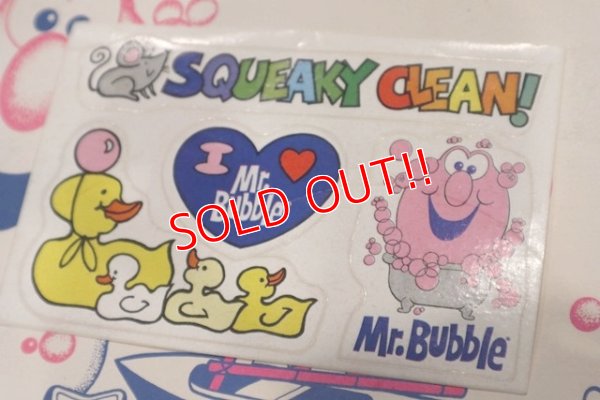 SQUEAKY CLEAN!
I
Mr.
Bubble
SOLD OUT!!
Mr. Bubble